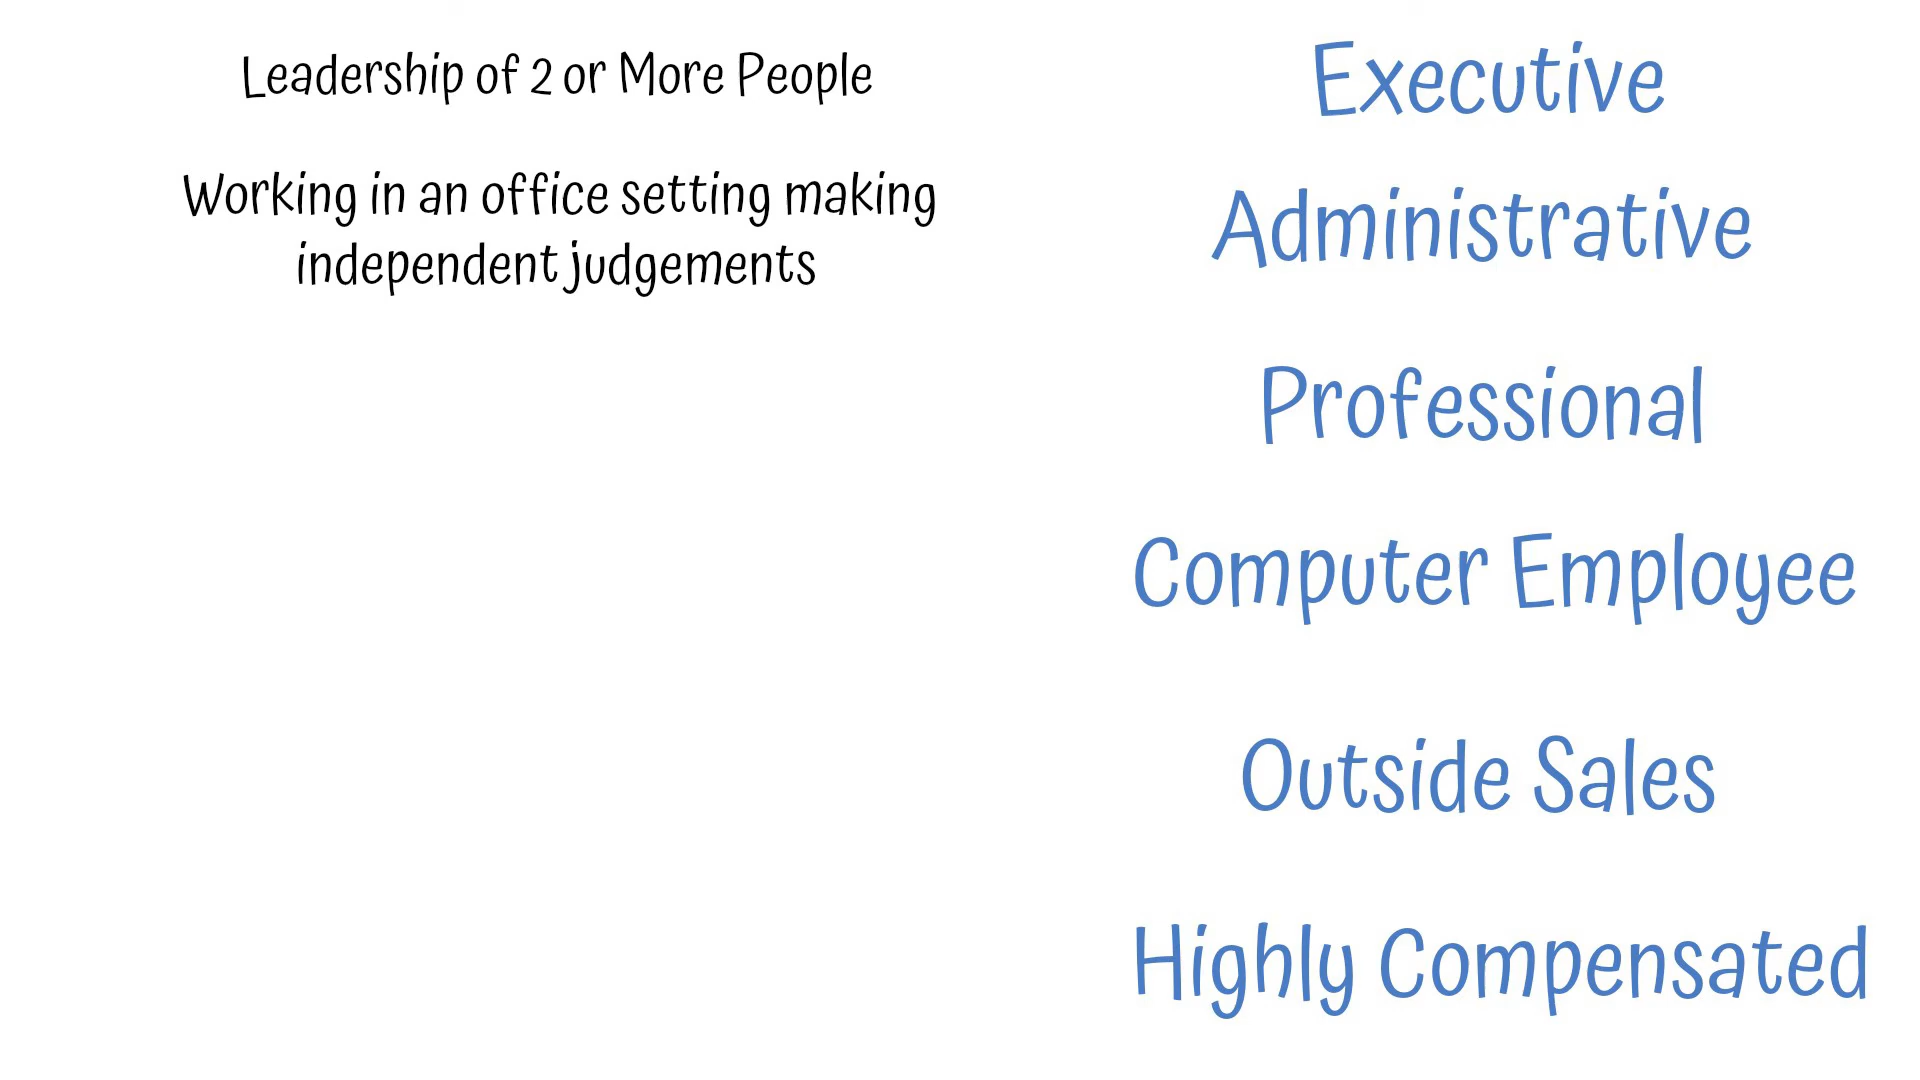 Leadership of 2 or More People
Executive
Working in an office setting making
independent judgements
Administrative
Professional
Computer Employee
Outside Sales
Highly Compensated